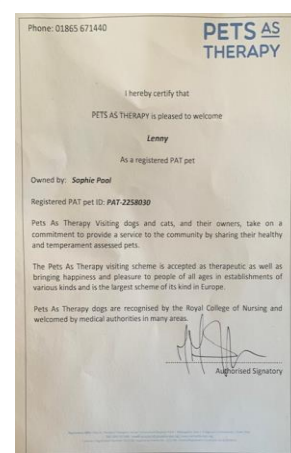 Phone: 01865 671440
PETS AS
THERAPY
I hereby certify that
PETS AS THERAPY is pleased to welcome
Lenny
As a registered PAT pet
Owned by: Sophie Pool
Registered PAT pet ID: PAT-2258030
Pets As Therapy Visiting dogs and cats, and their owners, take on a
commitment to provide a service to the community by sharing their healthy
and temperament assessed pets.
The Pets As Therapy visiting scheme is accepted as therapeutic as well as
bringing happiness and pleasure to people of all ages in establishments of
various kinds and is the largest scheme of its kind in Europe.
Pets As Therapy dogs are recognised by the Royal College of Nursing and
welcomed by medical authorities in many areas.
Authorised Signatory